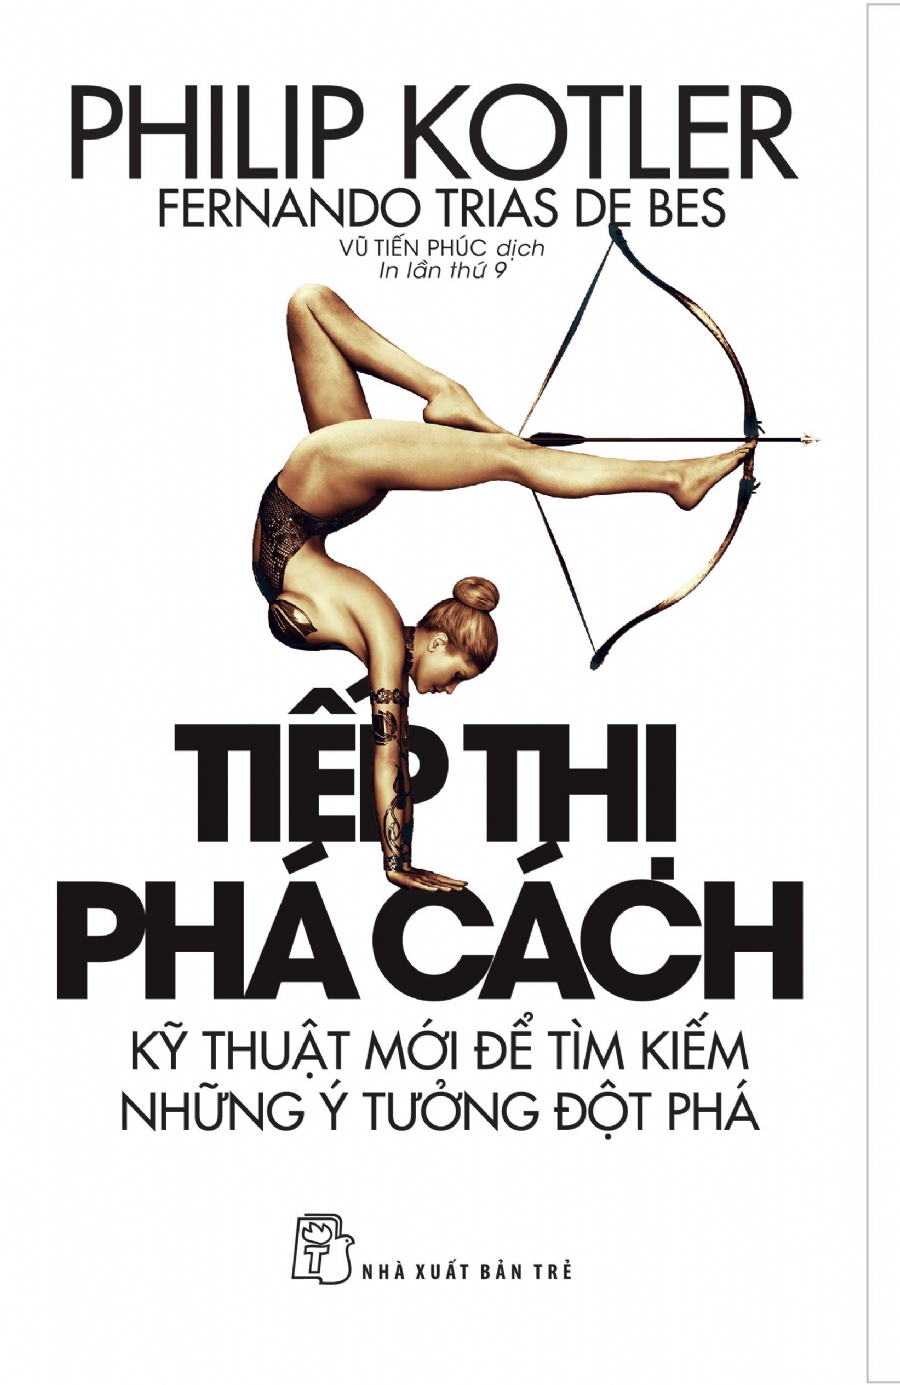 PHILIP KOTLER
FERNANDO TRIAS DE BES
VŨ TIẾN PHÚC dịch
In lần thứ 9
TIẾP THỊ
PHÁ CÁCH
KỸ THUẬT MỚI ĐỂ TÌM KIẾM
NHỮNG Ý TƯỞNG ĐỘT PHÁ
T
NHÀ XUẤT BẢN TRẺ